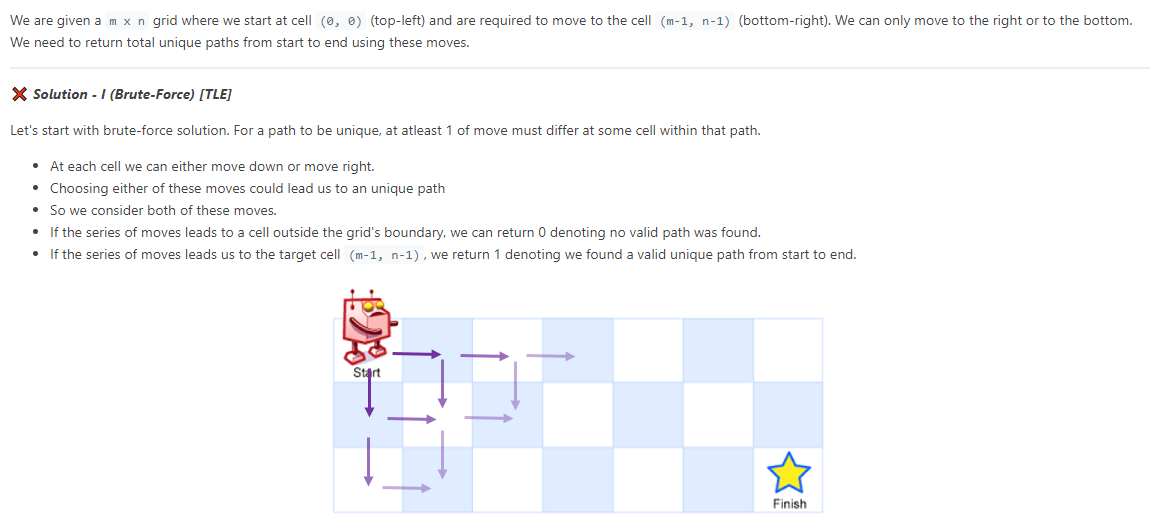 We are given a m x n grid where we start at cell (0, 0) (top-left) and are required to move to the cell (m-1, n-1) (bottom-right). We can only move to the right or to the bottom.
We need to return total unique paths from start to end using these moves.
❌ Solution - I (Brute-Force) [TLE]
Let's start with brute-force solution. For a path to be unique, at atleast 1 of move must differ at some cell within that path.
• At each cell we can either move down or move right.
• Choosing either of these moves could lead us to an unique path
• So we consider both of these moves.
• If the series of moves leads to a cell outside the grid's boundary, we can return 0 denoting no valid path was found.
• If the series of moves leads us to the target cell (m-1, n-1), we return 1 denoting we found a valid unique path from start to end.
Start
Finish